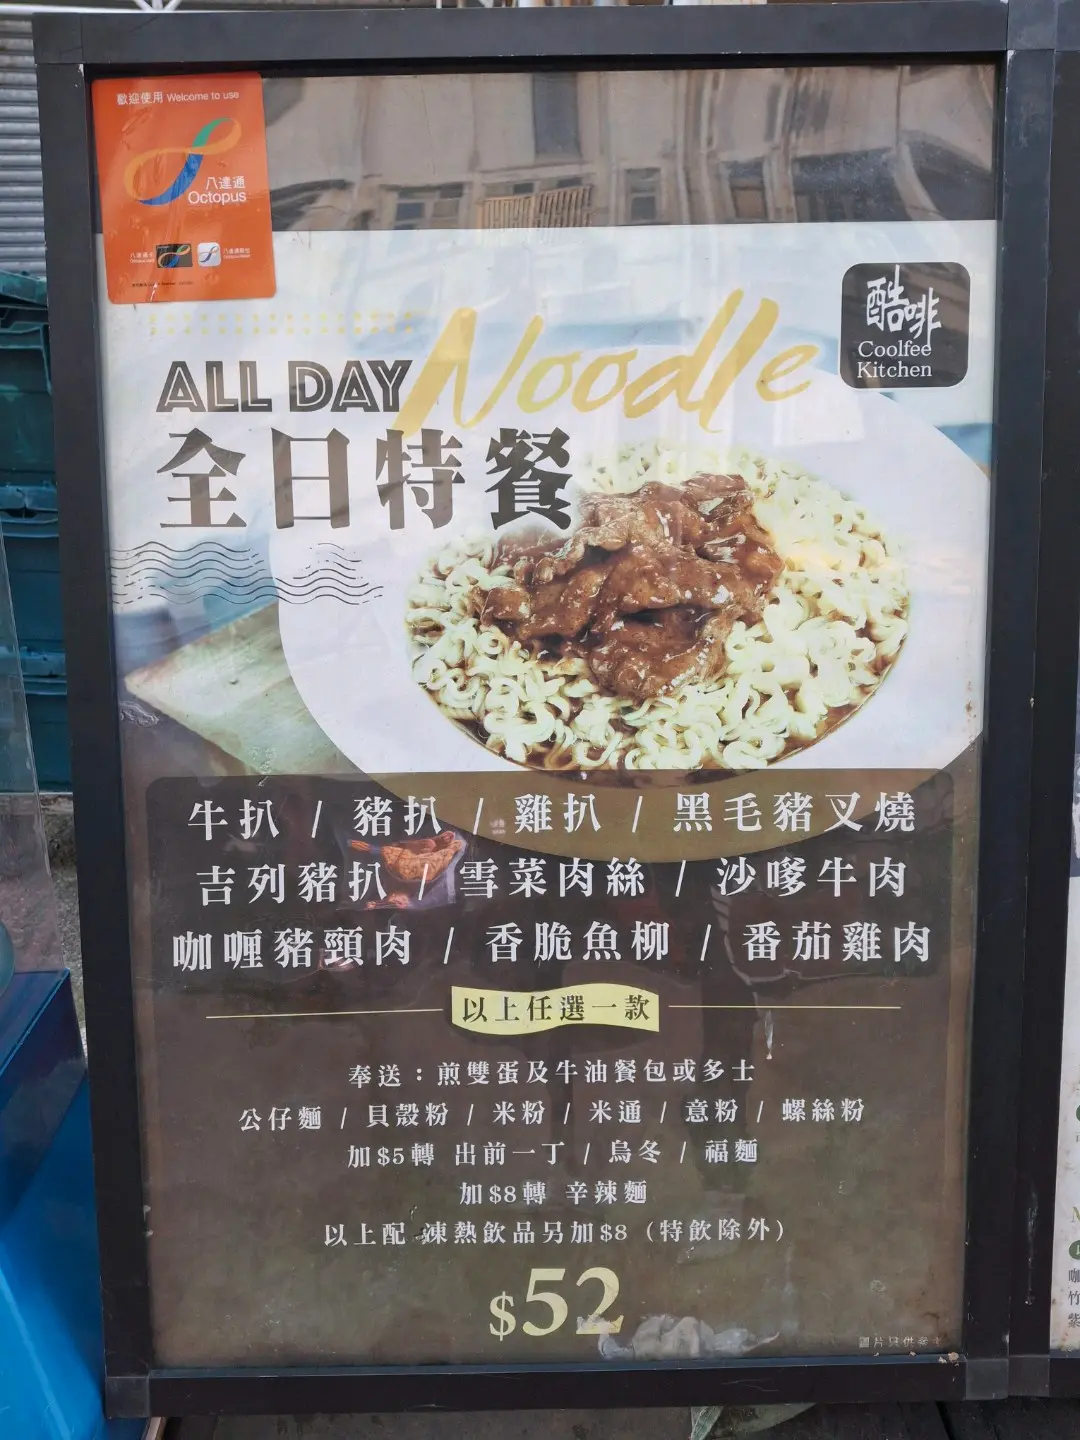 歡迎使用 Welcome to use
八達通
Octopus
酷啡
Coolfee
Kitchen
ALL DAY Noodle
全日特餐
牛扒 / 豬扒 / 雞扒 / 黑毛豬叉燒
吉列豬扒 / 雪菜肉絲 / 沙嗲牛肉
咖喱豬頸肉 / 香脆魚柳 / 番茄雞肉
以上任選一款
奉送：煎雙蛋及牛油餐包或多士
公仔麵 / 貝殼粉 / 米粉 / 米通 / 意粉 / 螺絲粉
加$5轉 出前一丁 / 烏冬 / 福麵
加$8轉 辛辣麵
以上配 凍熱飲品另加$8 (特飲除外)
$52
圖片只供參考